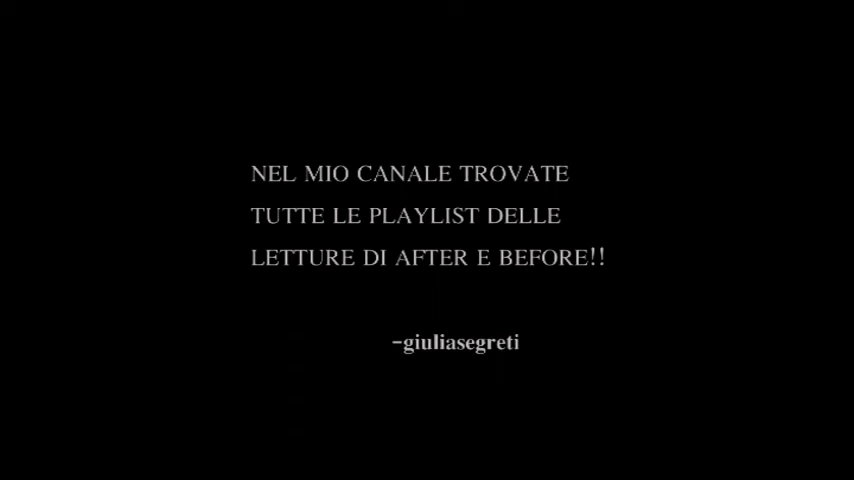 NEL MIO CANALE TROVATE
TUTTE LE PLAYLIST DELLE
LETTURE DI AFTER E BEFORE!!
-giuliasegreti